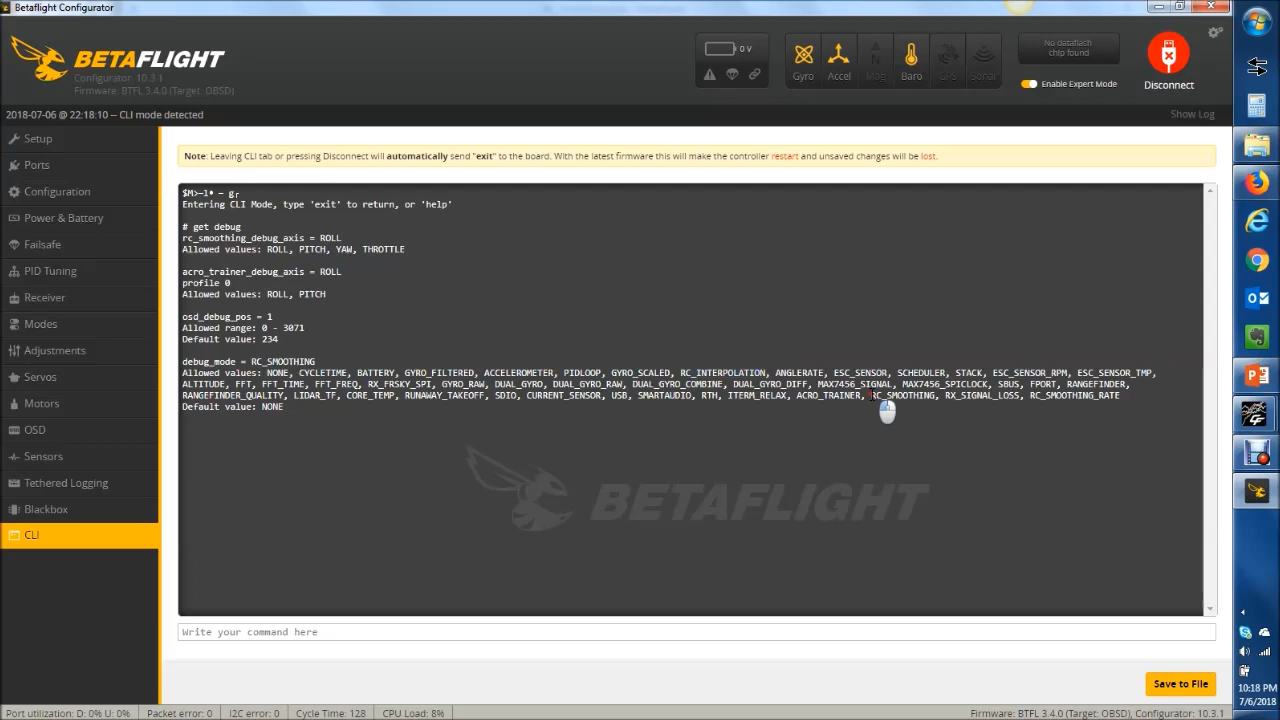 Betaflight Configurator
BETAFLIGHT
Configurator: 10.3.1
Firmware: BTFL 3.4.0 (Target: OBSD)
0 V
Gyro
Accel
Mag
Baro
GPS
Sonar
No dataflash
chip found
Enable Expert Mode
Disconnect
2018-07-06 @ 22:18:10 -- CLI mode detected
Show Log
Setup
Ports
Configuration
Power & Battery
Failsafe
PID Tuning
Receiver
Modes
Adjustments
Servos
Motors
OSD
Sensors
Tethered Logging
Blackbox
CLI
Note: Leaving CLI tab or pressing Disconnect will automatically send "exit" to the board. With the latest firmware this will make the controller restart and unsaved changes will be lost.
Entering CLI Mode, type 'exit' to return, or 'help'
# get debug
rc_smoothing_debug_axis = ROLL
Allowed values: ROLL, PITCH, YAW, THROTTLE
acro_trainer_debug_axis = ROLL
profile 0
Allowed values: ROLL, PITCH
osd_debug_pos = 1
Allowed range: 0 - 3071
Default value: 234
debug_mode = RC_SMOOTHING
Allowed values: NONE, CYCLETIME, BATTERY, GYRO_FILTERED, ACCELEROMETER, PIDLOOP, GYRO_SCALED, RC_INTERPOLATION, ANGLERATE, ESC_SENSOR, SCHEDULER, STACK, ESC_SENSOR_RPM, ESC_SENSOR_TMP,
ALTITUDE, FFT, FFT_TIME, FFT_FREQ, RX_FRSKY_SPI, GYRO_RAW, DUAL_GYRO, DUAL_GYRO_RAW, DUAL_GYRO_COMBINE, DUAL_GYRO_DIFF, MAX7456_SIGNAL, MAX7456_SPICLOCK, SBUS, FPORT, RANGEFINDER,
RANGEFINDER_QUALITY, LIDAR_TF, CORE_TEMP, RUNAWAY_TAKEOFF, SDIO, CURRENT_SENSOR, USB, SMARTAUDIO, RTH, ITERM_RELAX, ACRO_TRAINER, RC_SMOOTHING, RX_SIGNAL_LOSS, RC_SMOOTHING_RATE
Default value: NONE
BETAFLIGHT
Write your command here
Save to File
Port utilization: D: 0% U: 0%
Packet error: 0
I2C error: 0
Cycle Time: 128
CPU Load: 8%
Firmware: BTFL 3.4.0 (Target: OBSD), Configurator: 10.3.1
10:18 PM
7/6/2018